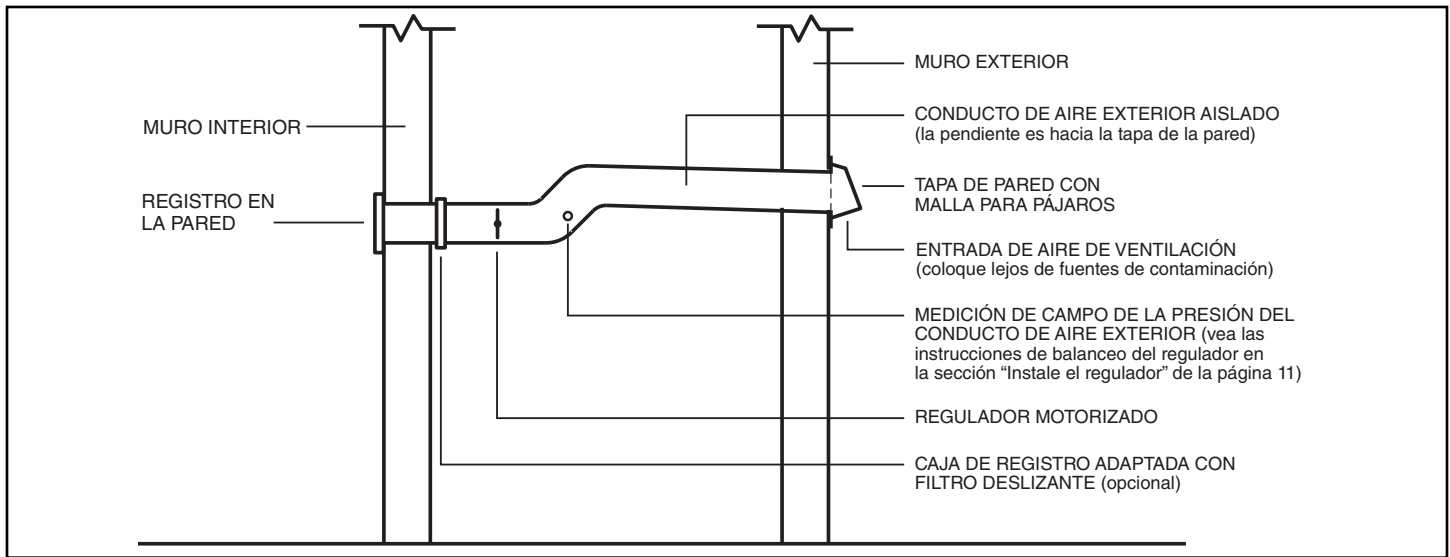 MURO INTERIOR
REGISTRO EN
LA PARED
MURO EXTERIOR
CONDUCTO DE AIRE EXTERIOR AISLADO
(la pendiente es hacia la tapa de la pared)
TAPA DE PARED CON
MALLA PARA PÁJAROS
ENTRADA DE AIRE DE VENTILACIÓN
(coloque lejos de fuentes de contaminación)
MEDICIÓN DE CAMPO DE LA PRESIÓN DEL
CONDUCTO DE AIRE EXTERIOR (vea las
instrucciones de balanceo del regulador en
la sección “Instale el regulador” de la página 11)
REGULADOR MOTORIZADO
CAJA DE REGISTRO ADAPTADA CON
FILTRO DESLIZANTE (opcional)